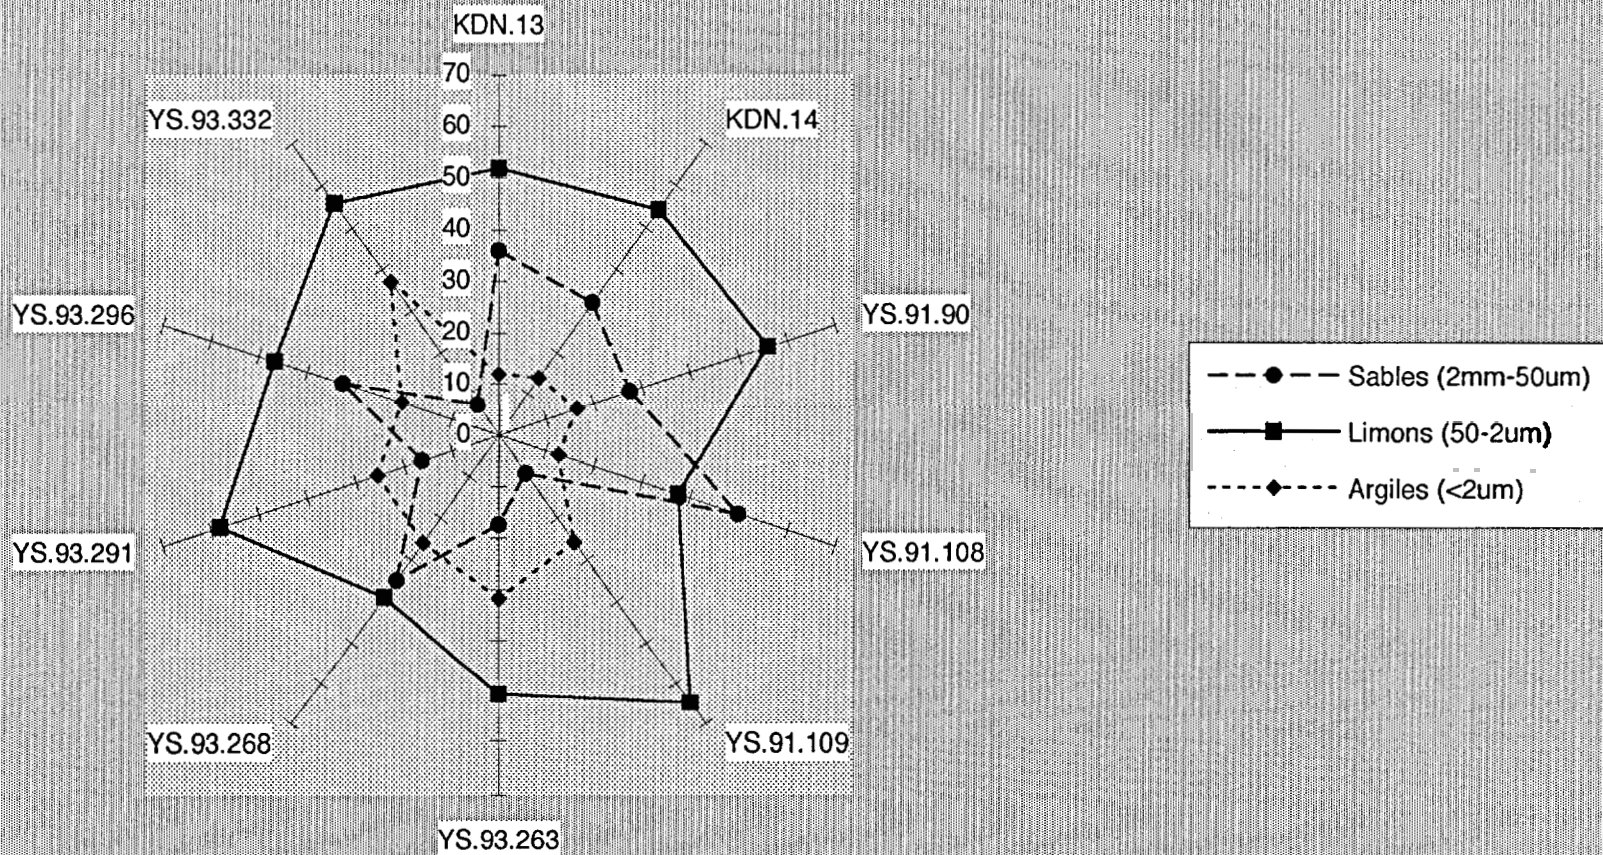 KDN.13
70
YS.93.332
KDN.14
60
50
40
30
YS.93.296
YS.91.90
20
10
0
YS.93.291
YS.91.108
YS.93.268
YS.91.109
YS.93.263
Sables (2mm-50um)
Limons (50-2um)
Argiles (<2um)